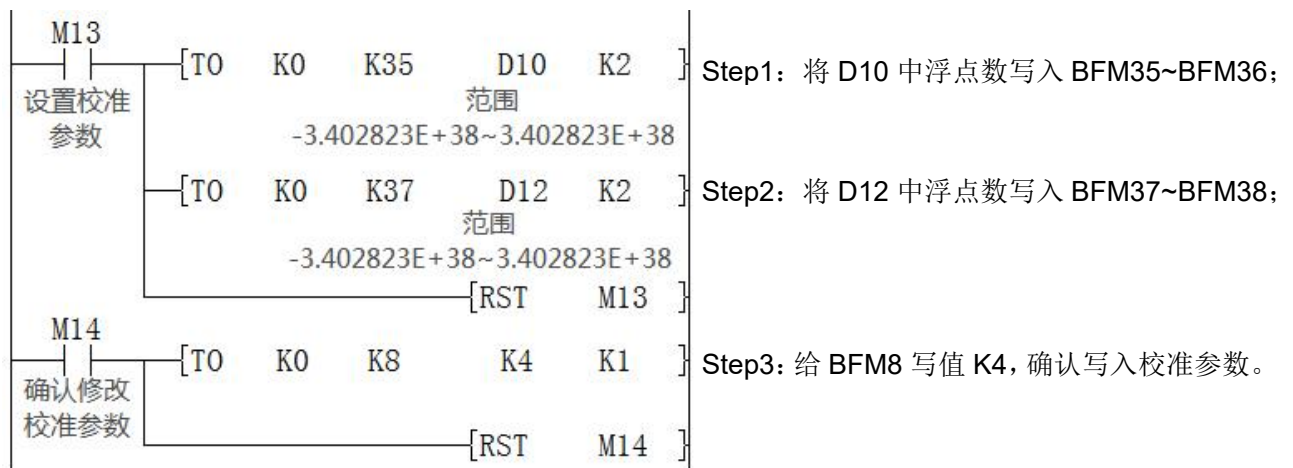 M13
[TO K0 K35 D10 K2 ] Step1：将 D10 中浮点数写入 BFM35~BFM36；
设置校准
参数
范围
-3.402823E+38~3.402823E+38
[TO K0 K37 D12 K2 ] Step2：将 D12 中浮点数写入 BFM37~BFM38；
范围
-3.402823E+38~3.402823E+38
[RST M13 ]
M14
[TO K0 K8 K4 K1 ] Step3：给 BFM8 写值 K4，确认写入校准参数。
确认修改
校准参数
[RST M14 ]